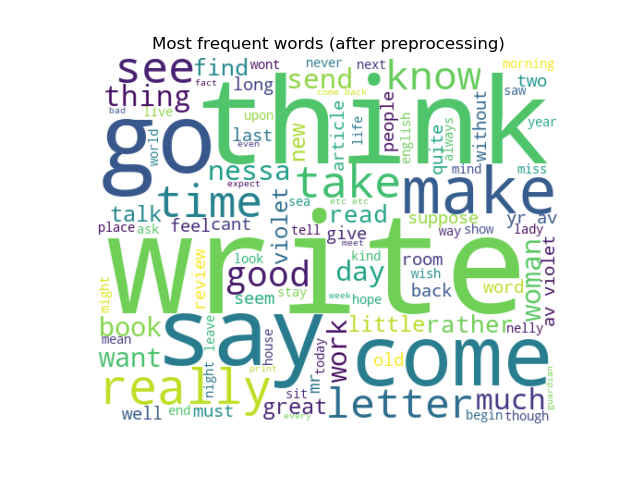 Most frequent words (after preprocessing)
see find wont never next morning
fact long send know two
thing come back saw
bad live upon people year
go think
world last even new article life english quite always without
nessa take mind miss
expect make
time violet etc etc
talk sea read suppose yr av
place ask feel cant tell give way show lady
write meet
review look good kind room woman av violet
seem day wish word
might stay week hope back
book say work little rather nelly
mean night leave house mr today old come
want print
really sit letter much guardian
well end must great every begin though